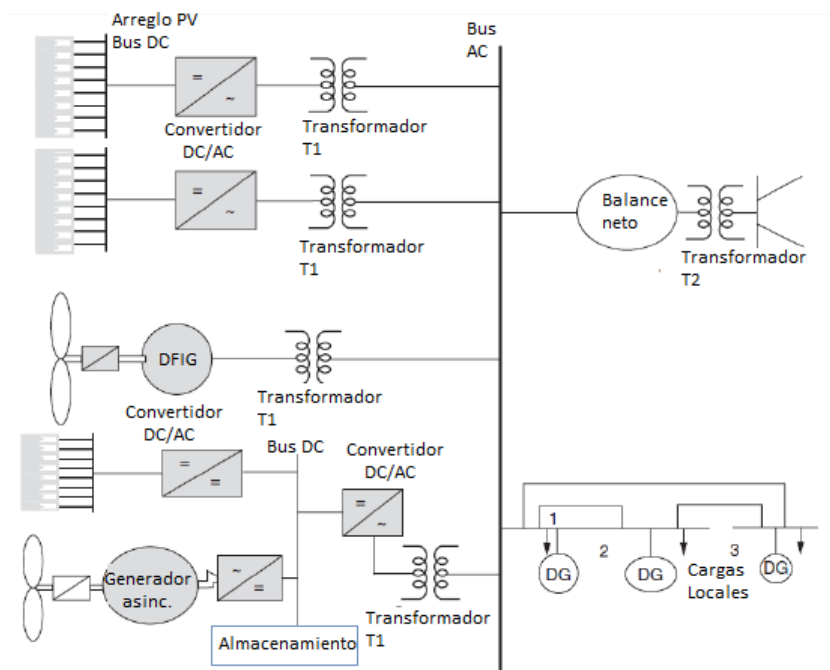 Arreglo PV
Bus DC
Bus
AC
=
~
Convertidor
DC/AC
Transformador
T1
=
~
Transformador
T1
Balance
neto
Transformador
T2
DFIG
Transformador
T1
Convertidor
DC/AC
Bus DC
Convertidor
DC/AC
=
=
=
~
1
2
3
DG
DG
DG
Cargas
Locales
Generador
asinc.
~
=
Transformador
T1
Almacenamiento